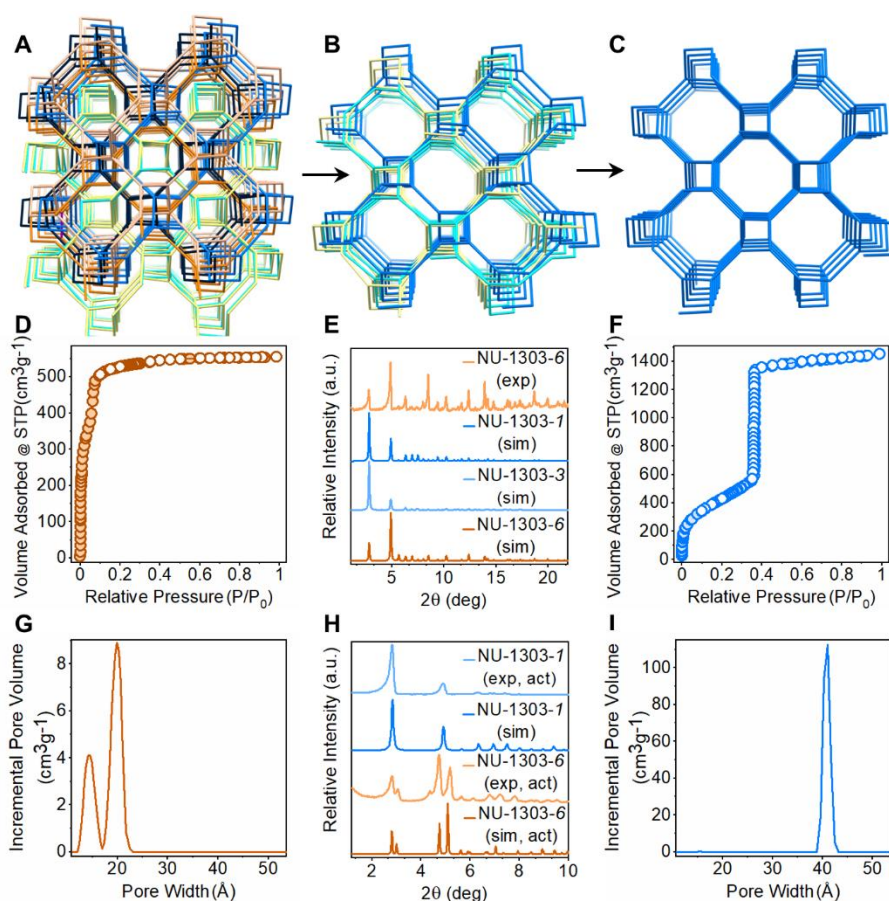 A
B
C
D
Volume Adsorbed @ STP(cm3g-1)
500
400
300
200
100
0
0 0.2 0.4 0.6 0.8 1
Relative Pressure(P/P0)
E
Relative Intensity (a.u.)
NU-1303-6
(exp)
NU-1303-1
(sim)
NU-1303-3
(sim)
NU-1303-6
(sim)
5 10 15 20
2θ (deg)
F
Volume Adsorbed @ STP(cm3g-1)
1400
1200
1000
800
600
400
200
0
0 0.2 0.4 0.6 0.8 1
Relative Pressure (P/P0)
G
Incremental Pore Volume
(cm3g-1)
8
6
4
2
0
20 30 40 50
Pore Width(Å)
H
Relative Intensity (a.u.)
NU-1303-1
(exp, act)
NU-1303-1
(sim)
NU-1303-6
(exp, act)
NU-1303-6
(sim, act)
2 4 6 8 10
2θ (deg)
I
Incremental Pore Volume
(cm3g-1)
100
80
60
40
20
0
20 30 40 50
Pore Width(Å)